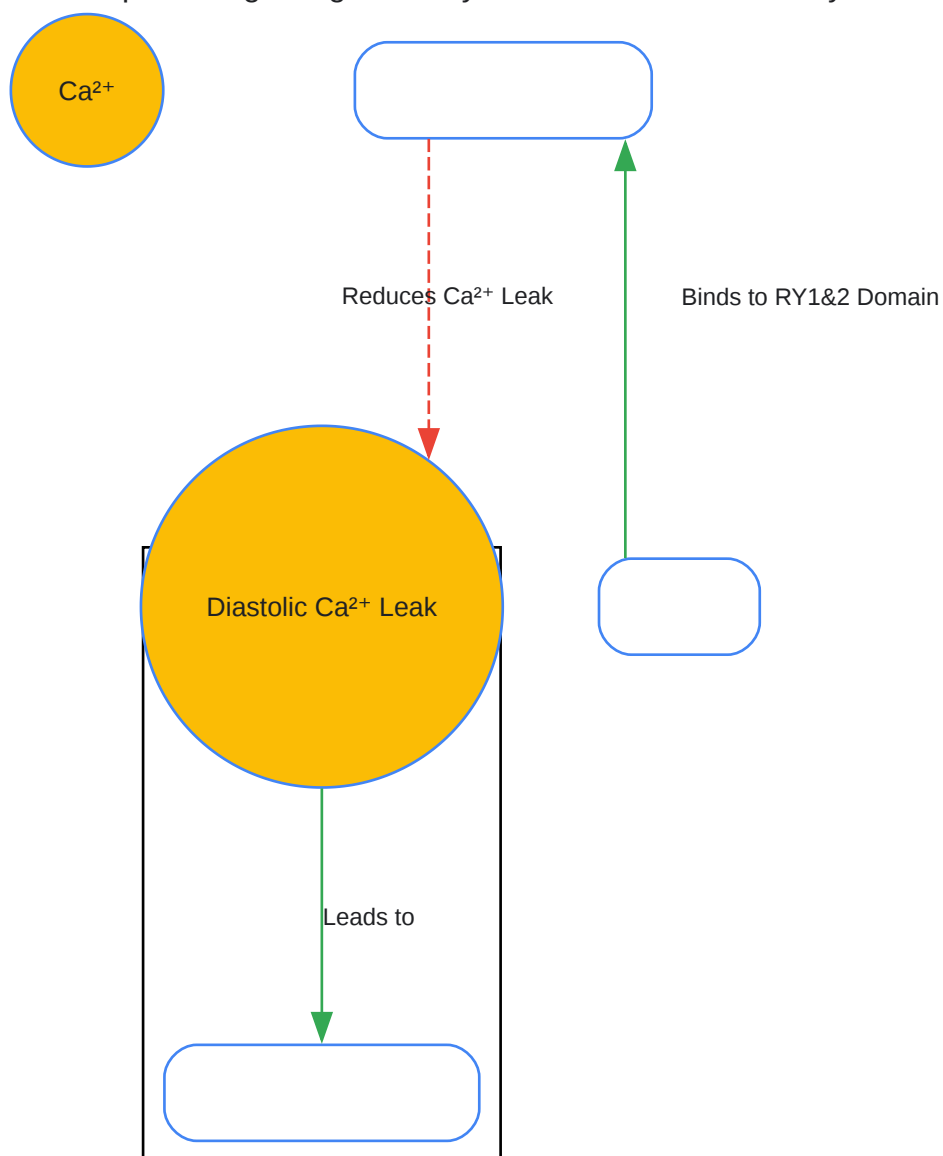 Ca²⁺
Reduces Ca²⁺ Leak
Binds to RY1&2 Domain
Diastolic Ca²⁺ Leak
Leads to